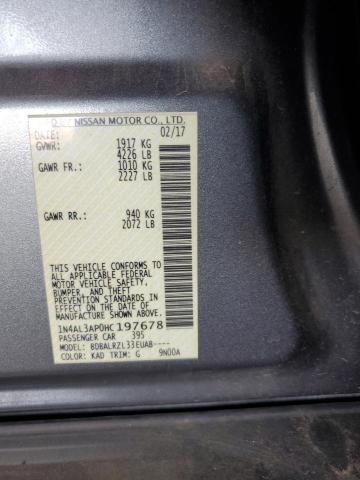 NISSAN MOTOR CO., LTD.
DATE: 02/17
GVWR: 1917 KG
4226 LB
GAWR FR.: 1010 KG
2227 LB
GAWR RR.: 940 KG
2072 LB
THIS VEHICLE CONFORMS TO ALL
APPLICABLE FEDERAL MOTOR VEHICLE SAFETY,
BUMPER, AND THEFT
PREVENTION STANDARDS IN
EFFECT ON THE DATE OF
MANUFACTURE SHOWN
ABOVE.
1N4AL3AP0HC197678
PASSENGER CAR 395
MODEL: BDBALRZL33EUAB----
COLOR: KAD TRIM: G 9N00A